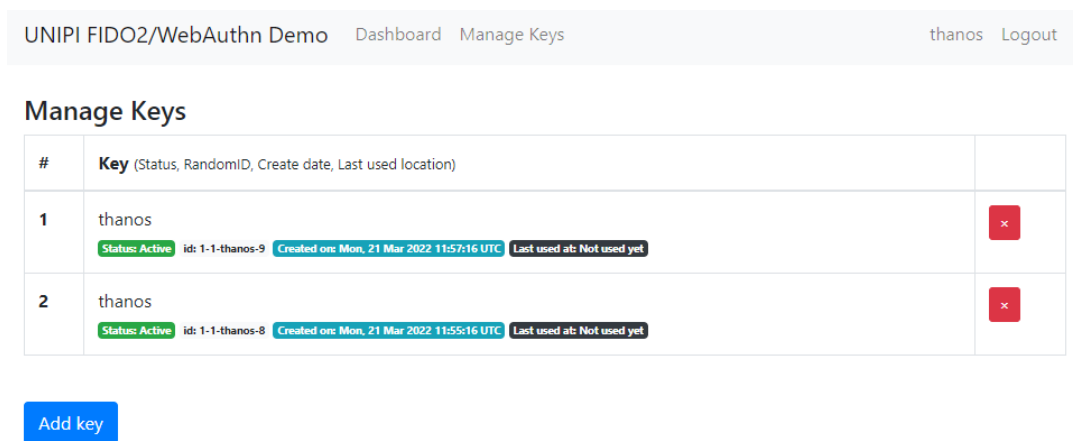 UNIPI FIDO2/WebAuthn Demo Dashboard Manage Keys thanos Logout
Manage Keys
# Key (Status, RandomID, Create date, Last used location)
1 thanos ×
Status: Active id: 1-1-thanos-9 Created on: Mon, 21 Mar 2022 11:57:16 UTC Last used at: Not used yet
2 thanos ×
Status: Active id: 1-1-thanos-8 Created on: Mon, 21 Mar 2022 11:55:16 UTC Last used at: Not used yet
Add key